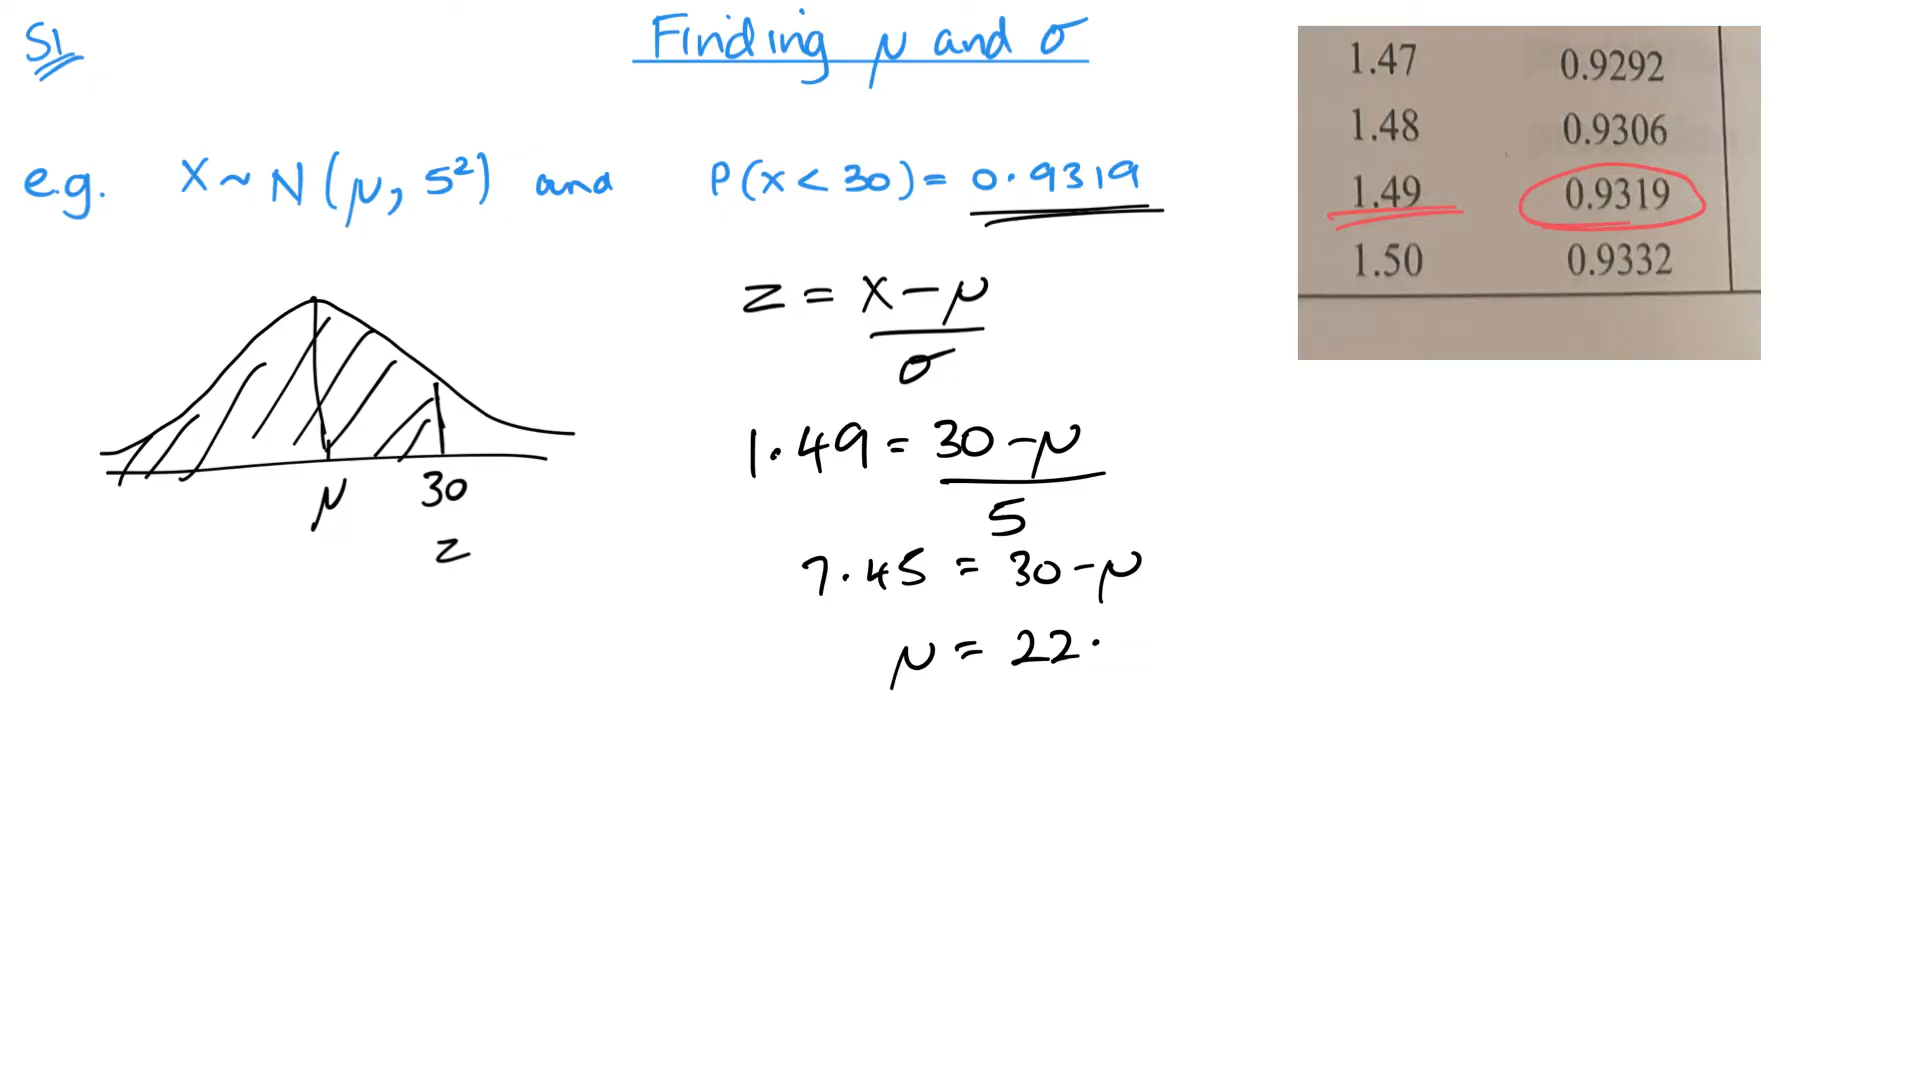 S1
Finding μ and σ
e.g. X ~ N(μ, 5²) and P(X < 30) = 0.9319
1.47 0.9292
1.48 0.9306
1.49 0.9319
1.50 0.9332
z = x - μ
σ
1.49 = 30 - μ
5
7.45 = 30 - μ
μ = 22.
μ 30
z